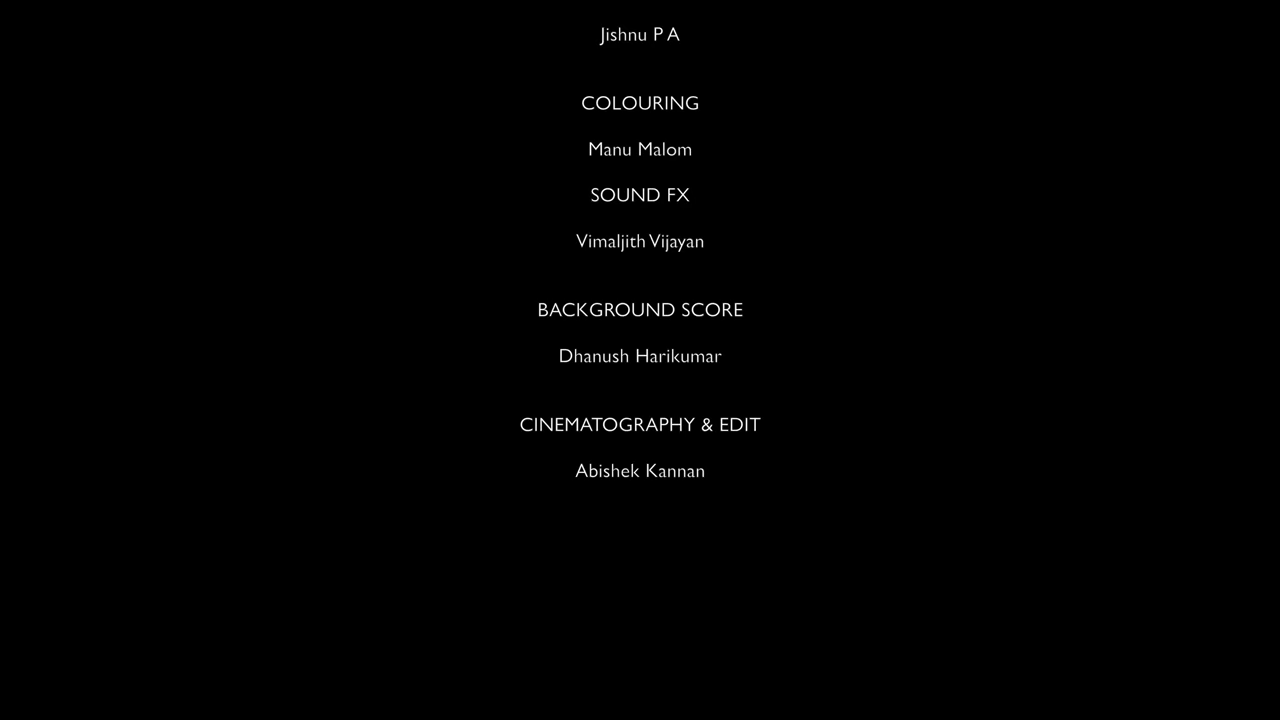 Jishnu P A
COLOURING
Manu Malom
SOUND FX
Vimaljith Vijayan
BACKGROUND SCORE
Dhanush Harikumar
CINEMATOGRAPHY & EDIT
Abishek Kannan